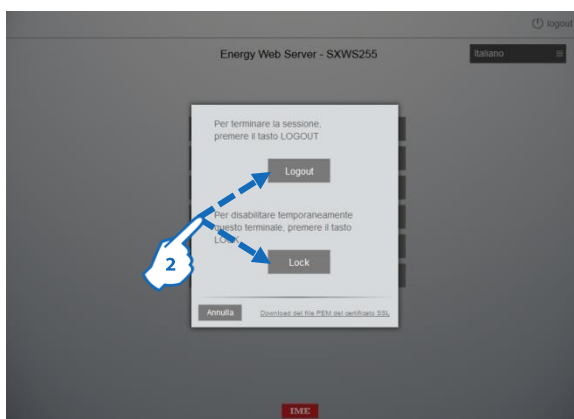 logout
Energy Web Server - SXWS255
Italiano
Per terminare la sessione,
premere il tasto LOGOUT
Logout
Per disabilitare temporaneamente
questo terminale, premere il tasto
LOCK
Lock
2
Annulla
Download del file PEM del certificato SSL
IME